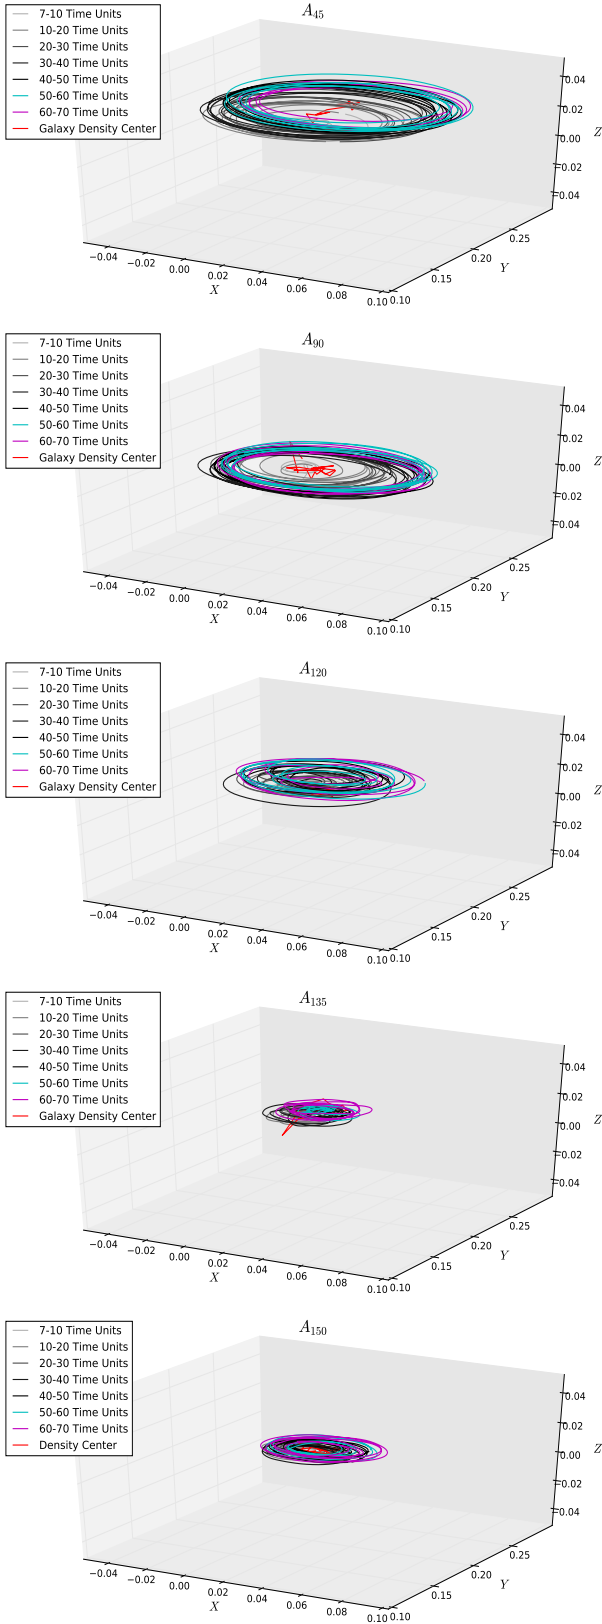 A45
7-10 Time Units
10-20 Time Units
20-30 Time Units
30-40 Time Units
40-50 Time Units
50-60 Time Units
60-70 Time Units
Galaxy Density Center
0.04
0.02
0.00
−0.02
−0.04
Z
0.25
0.20
0.15
0.10
Y
−0.04 −0.02 0.00 0.02 0.04 0.06 0.08 0.10
X
A90
7-10 Time Units
10-20 Time Units
20-30 Time Units
30-40 Time Units
40-50 Time Units
50-60 Time Units
60-70 Time Units
Galaxy Density Center
0.04
0.02
0.00
−0.02
−0.04
Z
0.25
0.20
0.15
0.10
Y
−0.04 −0.02 0.00 0.02 0.04 0.06 0.08 0.10
X
A120
7-10 Time Units
10-20 Time Units
20-30 Time Units
30-40 Time Units
40-50 Time Units
50-60 Time Units
60-70 Time Units
Galaxy Density Center
0.04
0.02
0.00
−0.02
−0.04
Z
0.25
0.20
0.15
0.10
Y
−0.04 −0.02 0.00 0.02 0.04 0.06 0.08 0.10
X
A135
7-10 Time Units
10-20 Time Units
20-30 Time Units
30-40 Time Units
40-50 Time Units
50-60 Time Units
60-70 Time Units
Galaxy Density Center
0.04
0.02
0.00
−0.02
−0.04
Z
0.25
0.20
0.15
0.10
Y
−0.04 −0.02 0.00 0.02 0.04 0.06 0.08 0.10
X
A150
7-10 Time Units
10-20 Time Units
20-30 Time Units
30-40 Time Units
40-50 Time Units
50-60 Time Units
60-70 Time Units
Density Center
0.04
0.02
0.00
−0.02
−0.04
Z
0.25
0.20
0.15
0.10
Y
−0.04 −0.02 0.00 0.02 0.04 0.06 0.08 0.10
X